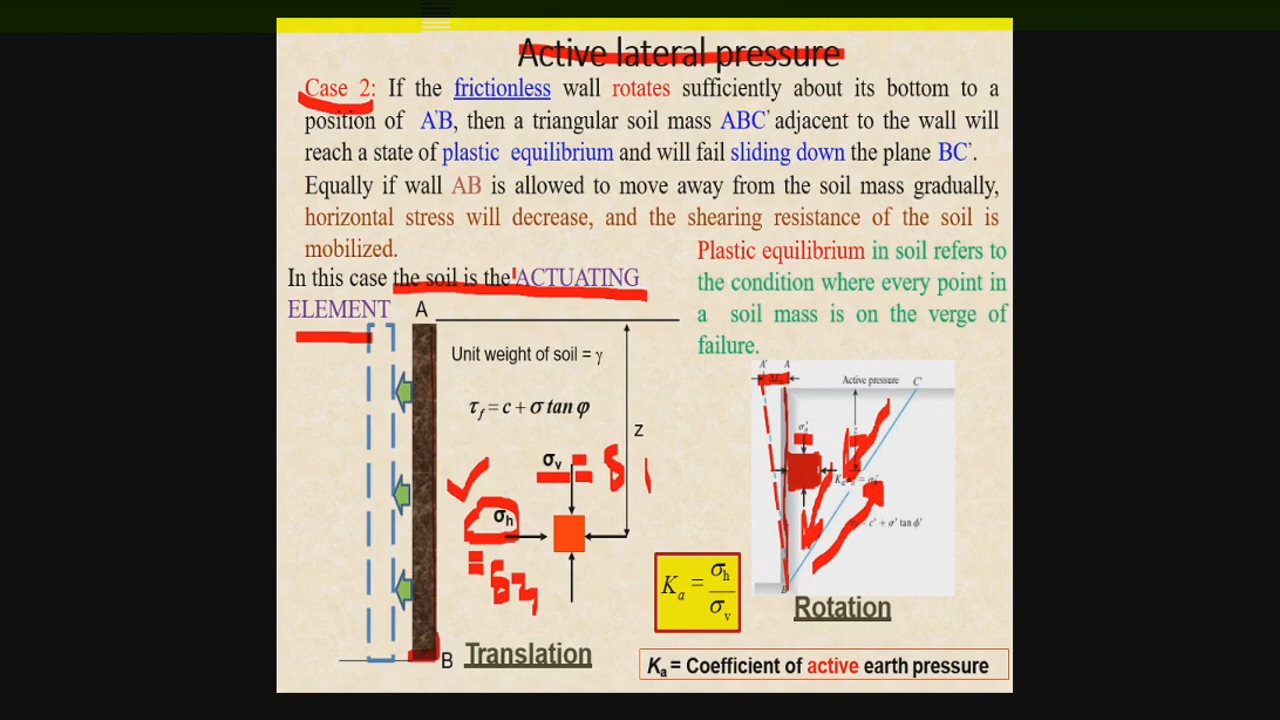 Active lateral pressure
Case 2: If the frictionless wall rotates sufficiently about its bottom to a
position of A'B, then a triangular soil mass ABC' adjacent to the wall will
reach a state of plastic equilibrium and will fail sliding down the plane BC'.
Equally if wall AB is allowed to move away from the soil mass gradually,
horizontal stress will decrease, and the shearing resistance of the soil is
mobilized.
Plastic equilibrium in soil refers to
the condition where every point in
a soil mass is on the verge of
failure.
In this case the soil is the ACTUATING
ELEMENT
A
Unit weight of soil = γ
τf = c + σ tan φ
z
σv
σh
B
Translation
Ka = σh / σv
A' A
Active pressure C'
z
c' + σ' tan ϕ'
B
Rotation
Ka = Coefficient of active earth pressure